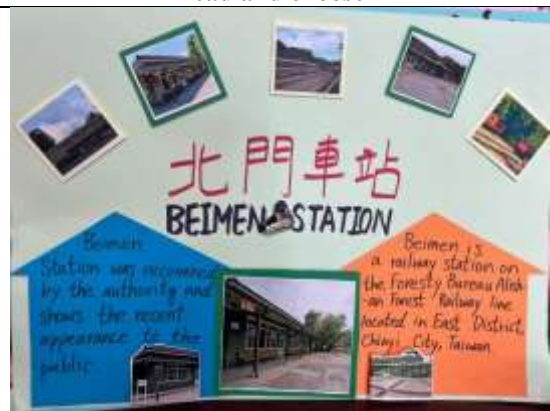 北門車站
BEIMEN STATION
Beimen
Station was
by the authority and
shows the recent
appearance to the
public
Beimen is
a railway station on
the Foresty Bureau Alish
-an Forest Railway line
located in East District,
Chiayi City, Taiwan